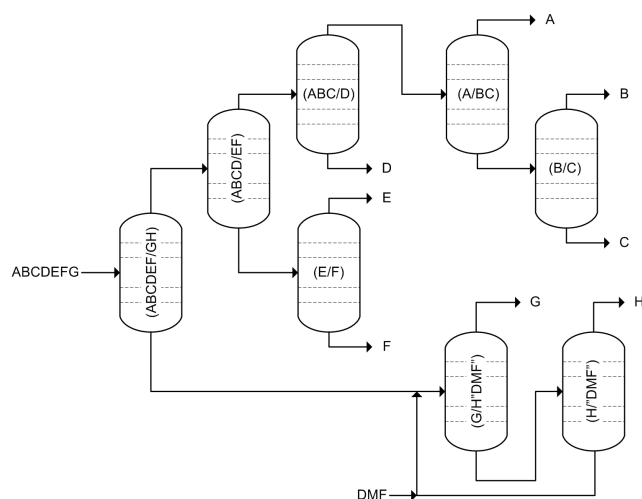 A
(ABC/D)
(A/BC)
B
(ABCD/EF)
(B/C)
D
E
(ABCDEF/GH)
C
ABCDEFG
(E/F)
G
H
F
(G/H"DMF")
(H/"DMF")
DMF